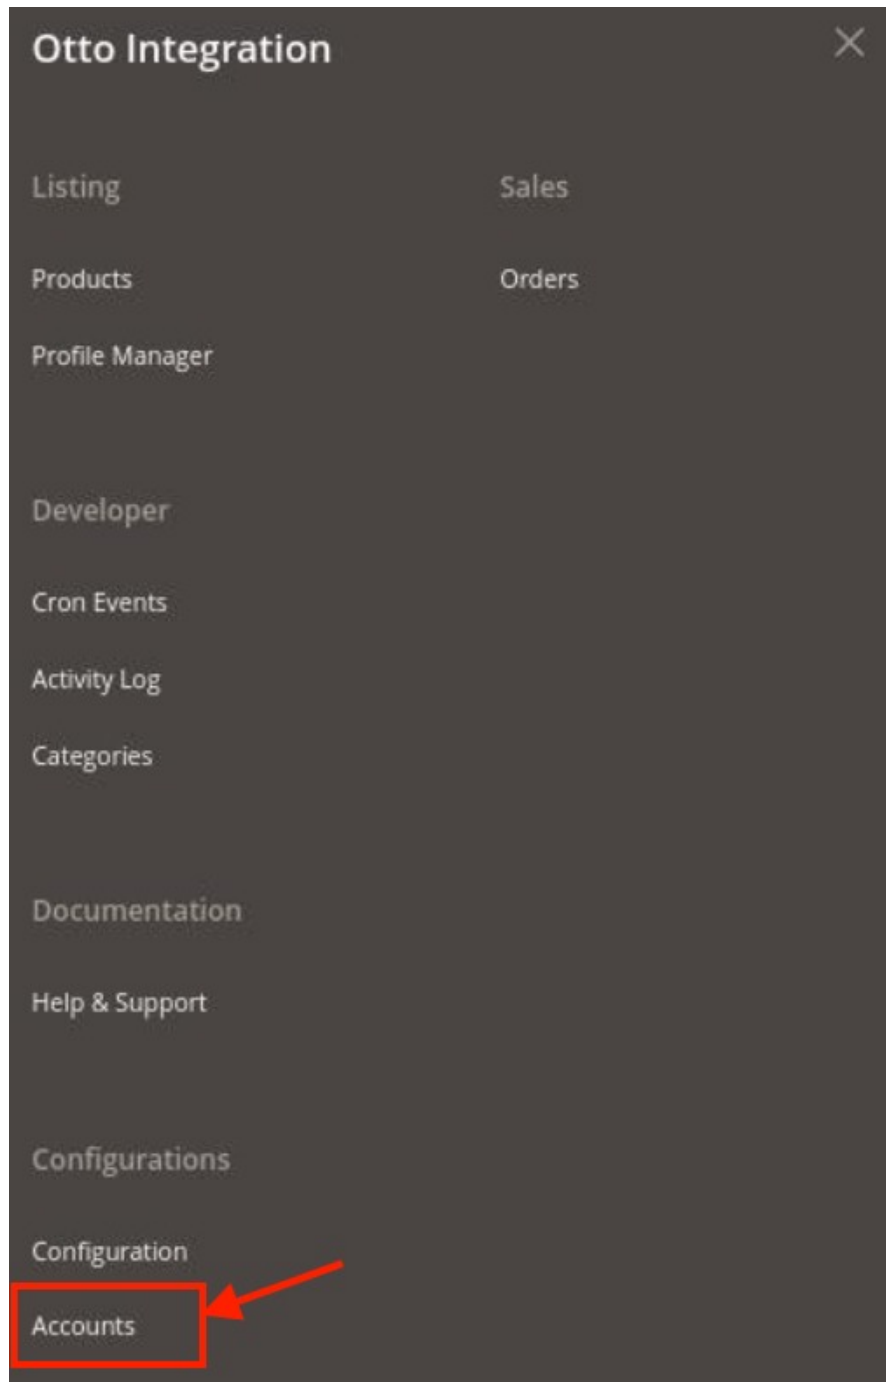 Otto Integration
Listing
Products
Profile Manager
Sales
Orders
Developer
Cron Events
Activity Log
Categories
Documentation
Help & Support
Configurations
Configuration
Accounts